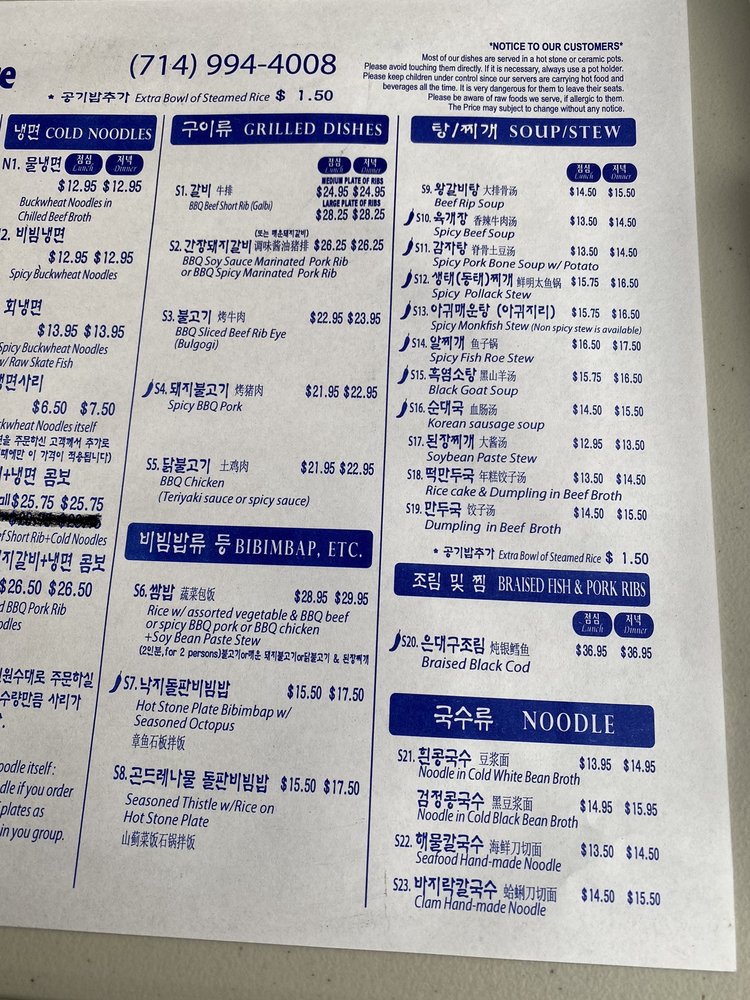 re
(714) 994-4008
* 공기밥추가 Extra Bowl of Steamed Rice $ 1.50
*NOTICE TO OUR CUSTOMERS*
Most of our dishes are served in a hot stone or ceramic pots.
Please avoid touching them directly. If it is necessary, always use a pot holder.
Please keep children under control since our servers are carrying hot food and
beverages all the time. It is very dangerous for them to leave their seats.
Please be aware of raw foods we serve, if allergic to them.
The Price may subject to change without any notice.
냉면 COLD NOODLES
점심 Lunch 저녁 Dinner
N1. 물냉면
$12.95 $12.95
Buckwheat Noodles in
Chilled Beef Broth
2. 비빔냉면
$12.95 $12.95
Spicy Buckwheat Noodles
회냉면
$13.95 $13.95
Spicy Buckwheat Noodles
w/ Raw Skate Fish
냉면사리
$6.50 $7.50
kwheat Noodles itself
을 주문하신 고객께서 추가로
때에만 이 가격이 적용됩니다)
+냉면 콤보
all $25.75 $25.75
ef Short Rib+Cold Noodles
지갈비+냉면 콤보
$26.50 $26.50
d BBQ Pork Rib
odles
인원수대로 주문하실
수량만큼 사리가
oodle itself:
dle if you order
plates as
in you group.
구이류 GRILLED DISHES
점심 Lunch 저녁 Dinner
MEDIUM PLATE OF RIBS
S1. 갈비 牛排 $24.95 $24.95
BBQ Beef Short Rib (Galbi)
LARGE PLATE OF RIBS
$28.25 $28.25
(또는 매운돼지갈비)
S2. 간장돼지갈비 调味酱油猪排 $26.25 $26.25
BBQ Soy Sauce Marinated Pork Rib
or BBQ Spicy Marinated Pork Rib
S3. 불고기 烤牛肉 $22.95 $23.95
BBQ Sliced Beef Rib Eye
(Bulgogi)
S4. 돼지불고기 烤猪肉 $21.95 $22.95
Spicy BBQ Pork
S5. 닭불고기 土鸡肉 $21.95 $22.95
BBQ Chicken
(Teriyaki sauce or spicy sauce)
비빔밥류 등 BIBIMBAP, ETC.
S6. 쌈밥 蔬菜包饭 $28.95 $29.95
Rice w/ assorted vegetable & BBQ beef
or spicy BBQ pork or BBQ chicken
+Soy Bean Paste Stew
(2인분, for 2 persons)불고기or매운 돼지불고기or닭불고기 & 된장찌개
S7. 낙지돌판비빔밥 $15.50 $17.50
Hot Stone Plate Bibimbap w/
Seasoned Octopus
章鱼石板拌饭
S8. 곤드레나물 돌판비빔밥 $15.50 $17.50
Seasoned Thistle w/Rice on
Hot Stone Plate
山蓟菜饭石锅拌饭
탕/찌개 SOUP/STEW
점심 Lunch 저녁 Dinner
S9. 왕갈비탕 大排骨汤 $14.50 $15.50
Beef Rip Soup
S10. 육개장 香辣牛肉汤 $13.50 $14.50
Spicy Beef Soup
S11. 감자탕 脊骨土豆汤 $13.50 $14.50
Spicy Pork Bone Soup w/ Potato
S12. 생태(동태)찌개 鲜明太鱼锅 $15.75 $16.50
Spicy Pollack Stew
S13. 아귀매운탕 (아귀지리) $15.75 $16.50
Spicy Monkfish Stew (Non spicy stew is available)
S14. 알찌개 鱼子锅 $16.50 $17.50
Spicy Fish Roe Stew
S15. 흑염소탕 黑山羊汤 $15.75 $16.50
Black Goat Soup
S16. 순대국 血肠汤 $14.50 $15.50
Korean sausage soup
S17. 된장찌개 大酱汤 $12.95 $13.50
Soybean Paste Stew
S18. 떡만두국 年糕饺子汤 $13.50 $14.50
Rice cake & Dumpling in Beef Broth
S19. 만두국 饺子汤 $14.50 $15.50
Dumpling in Beef Broth
* 공기밥추가 Extra Bowl of Steamed Rice $ 1.50
조림 및 찜 BRAISED FISH & PORK RIBS
점심 Lunch 저녁 Dinner
S20. 은대구조림 炖银鳕鱼 $36.95 $36.95
Braised Black Cod
국수류 NOODLE
S21. 흰콩국수 豆浆面 $13.95 $14.95
Noodle in Cold White Bean Broth
검정콩국수 黑豆浆面 $14.95 $15.95
Noodle in Cold Black Bean Broth
S22. 해물칼국수 海鲜刀切面 $13.50 $14.50
Seafood Hand-made Noodle
S23. 바지락칼국수 蛤蜊刀切面 $14.50 $15.50
Clam Hand-made Noodle